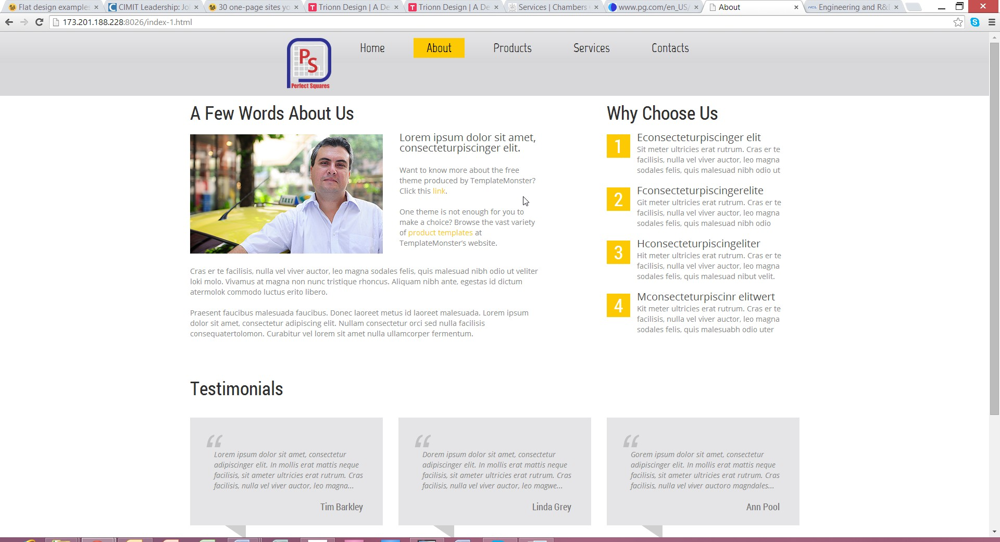 Flat design examples
CIMIT Leadership: Jo
30 one-page sites yo
Trionn Design | A De
Trionn Design | A De
Services | Chambers
www.pg.com/en_US/
About
HCL Engineering and R&
173.201.188.228:8026/index-1.html
PS
Perfect Squares
Home
About
Products
Services
Contacts
A Few Words About Us
TAXI
Lorem ipsum dolor sit amet,
consecteturpiscinger elit.
Want to know more about the free
theme produced by TemplateMonster?
Click this link.
One theme is not enough for you to
make a choice? Browse the vast variety
of product templates at
TemplateMonster's website.
Cras er te facilisis, nulla vel viver auctor, leo magna sodales felis, quis malesuad nibh odio ut veliter
loki molo. Vivamus at magna non nunc tristique rhoncus. Aliquam nibh ante, egestas id dictum
atermolok commodo luctus erito libero.
Praesent faucibus malesuada faucibus. Donec laoreet metus id laoreet malesuada. Lorem ipsum
dolor sit amet, consectetur adipiscing elit. Nullam consectetur orci sed nulla facilisis
consequatertolomon. Curabitur vel lorem sit amet nulla ullamcorper fermentum.
Why Choose Us
1
Econsecteturpiscinger elit
Sit meter ultricies erat rutrum. Cras er te
facilisis, nulla vel viver auctor, leo magna
sodales felis, quis malesuad nibh odio ut
2
Fconsecteturpiscingerelite
Git meter ultricies erat rutrum. Cras er te
facilisis, nulla vel viver auctor, leo magna
sodales felis, quis malesuad nibh odio
3
Hconsecteturpiscingeliter
Hit meter ultricies erat rutrum. Cras er te
facilisis, nulla vel viver auctor, leo magna
sodales felis, quis malesuad nibut velit.
4
Mconsecteturpiscinr elitwert
Kit meter ultricies erat rutrum. Cras er te
facilisis, nulla vel viver auctor, leo magna
sodales felis, quis malesuabh odio uter
Testimonials
“
Lorem ipsum dolor sit amet, consectetur
adipiscinger elit. In mollis erat mattis neque
facilisis, sit ameter ultricies erat rutrum. Cras
facilisis, nulla vel viver auctor, leo magna...
Tim Barkley
“
Dorem ipsum dolor sit amet, consectetur
adipiscinger elit. In mollis erat mattis neque
facilisis, sit ameter ultricies erat rutrum. Cras
facilisis, nulla vel viver auctor, leo magwe...
Linda Grey
“
Gorem ipsum dolor sit amet, consectetur
adipiscinger elit. In mollis erat mattis neque
facilisis, sit ameter ultricies erat rutrum. Cras
facilisis, nulla vel viver auctoro magndales...
Ann Pool